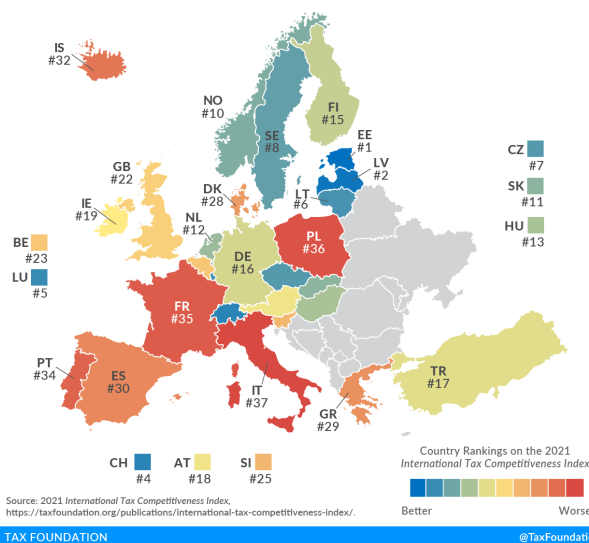 IS
#32
NO
#10
FI
#15
SE
#8
EE
#1
LV
#2
CZ
#7
GB
#22
SK
#11
DK
#28
LT
#6
IE
#19
NL
#12
HU
#13
BE
#23
PL
#36
DE
#16
LU
#5
FR
#35
PT
#34
ES
#30
TR
#17
IT
#37
GR
#29
CH
#4
AT
#18
SI
#25
Country Rankings on the 2021
International Tax Competitiveness Index
Better
Worse
Source: 2021 International Tax Competitiveness Index,
https://taxfoundation.org/publications/international-tax-competitiveness-index/.
TAX FOUNDATION
@TaxFoundati